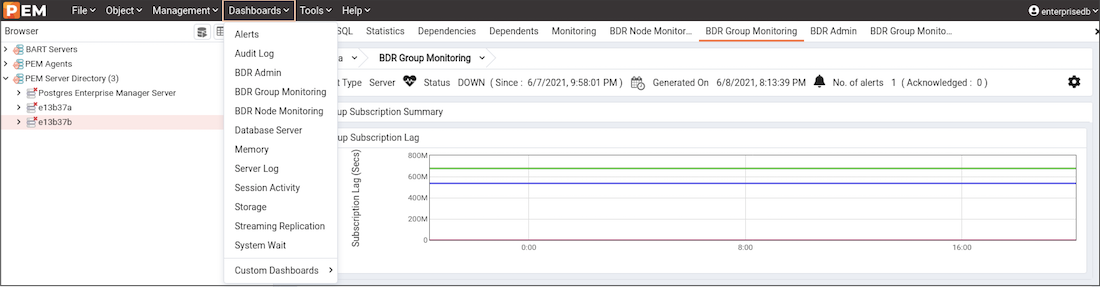 PEM File Object Management Dashboards Tools Help enterprisedb
Browser SQL Statistics Dependencies Dependents Monitoring BDR Node Monitor... BDR Group Monitoring BDR Admin BDR Group Monito...
BART Servers
PEM Agents
PEM Server Directory (3)
Postgres Enterprise Manager Server
e13b37a
e13b37b
Alerts
Audit Log
BDR Admin
BDR Group Monitoring
BDR Node Monitoring
Database Server
Memory
Server Log
Session Activity
Storage
Streaming Replication
System Wait
Custom Dashboards
a BDR Group Monitoring
t Type Server Status DOWN ( Since : 6/7/2021, 9:58:01 PM ) Generated On 6/8/2021, 8:13:39 PM No. of alerts 1 ( Acknowledged : 0 )
up Subscription Summary
up Subscription Lag
Subscription Lag (Secs)
800M
600M
400M
200M
0
0:00 8:00 16:00